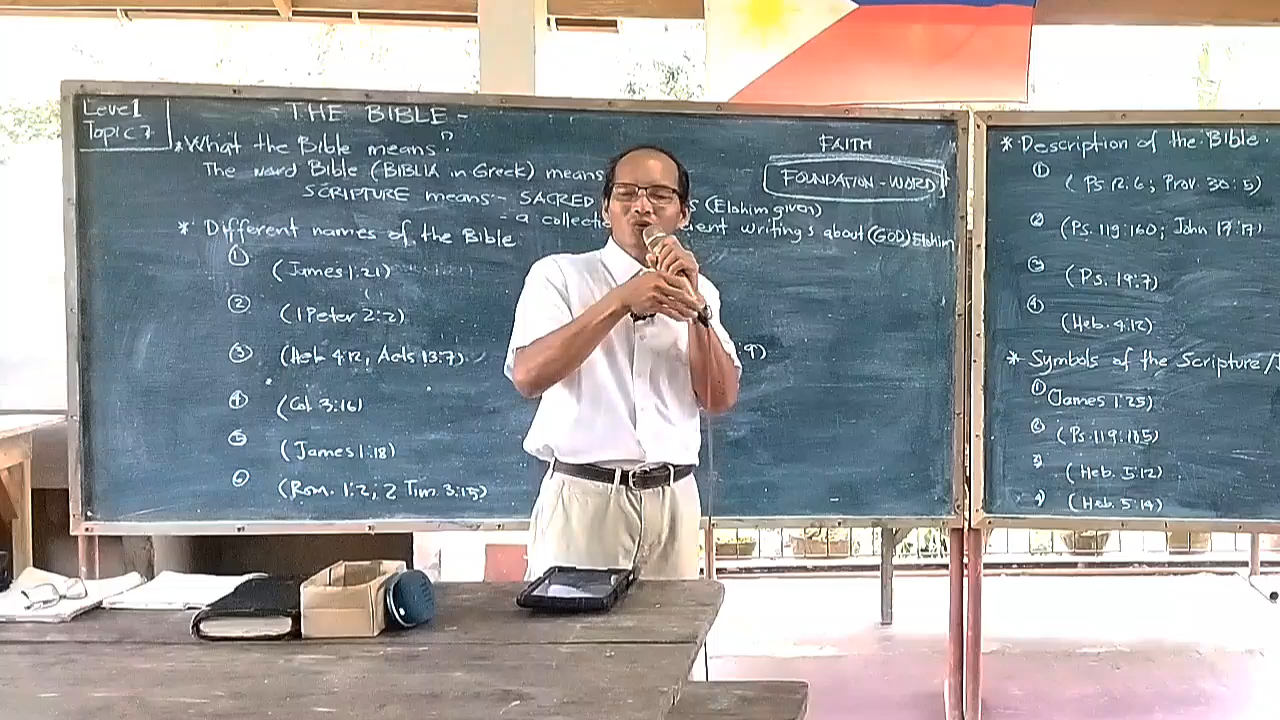 Level
Topic 7
- THE BIBLE -
*What the Bible means?
The word Bible (BIBLIA in Greek) means
SCRIPTURE means - SACRED
(Elohim given)
- a collecti
ient writings about (GOD) Elohim
* Different names of the Bible
① (James 1:21)
② (1 Peter 2:2)
③ (Heb. 4:12, Acts 13:7)
9)
④ (Col. 3:16)
⑤ (James 1:18)
⑥ (Rom. 1:2; 2 Tim. 3:15)
FAITH
FOUNDATION - WORD
* Description of the Bible.
① (Ps 12:6; Prov. 30:5)
② (Ps. 119:160; John 17:17)
③ (Ps. 19:7)
④ (Heb. 4:12)
* Symbols of the Scripture/
① (James 1:25)
② (Ps. 119:105)
3 (Heb. 5:12)
4) (Heb. 5:14)